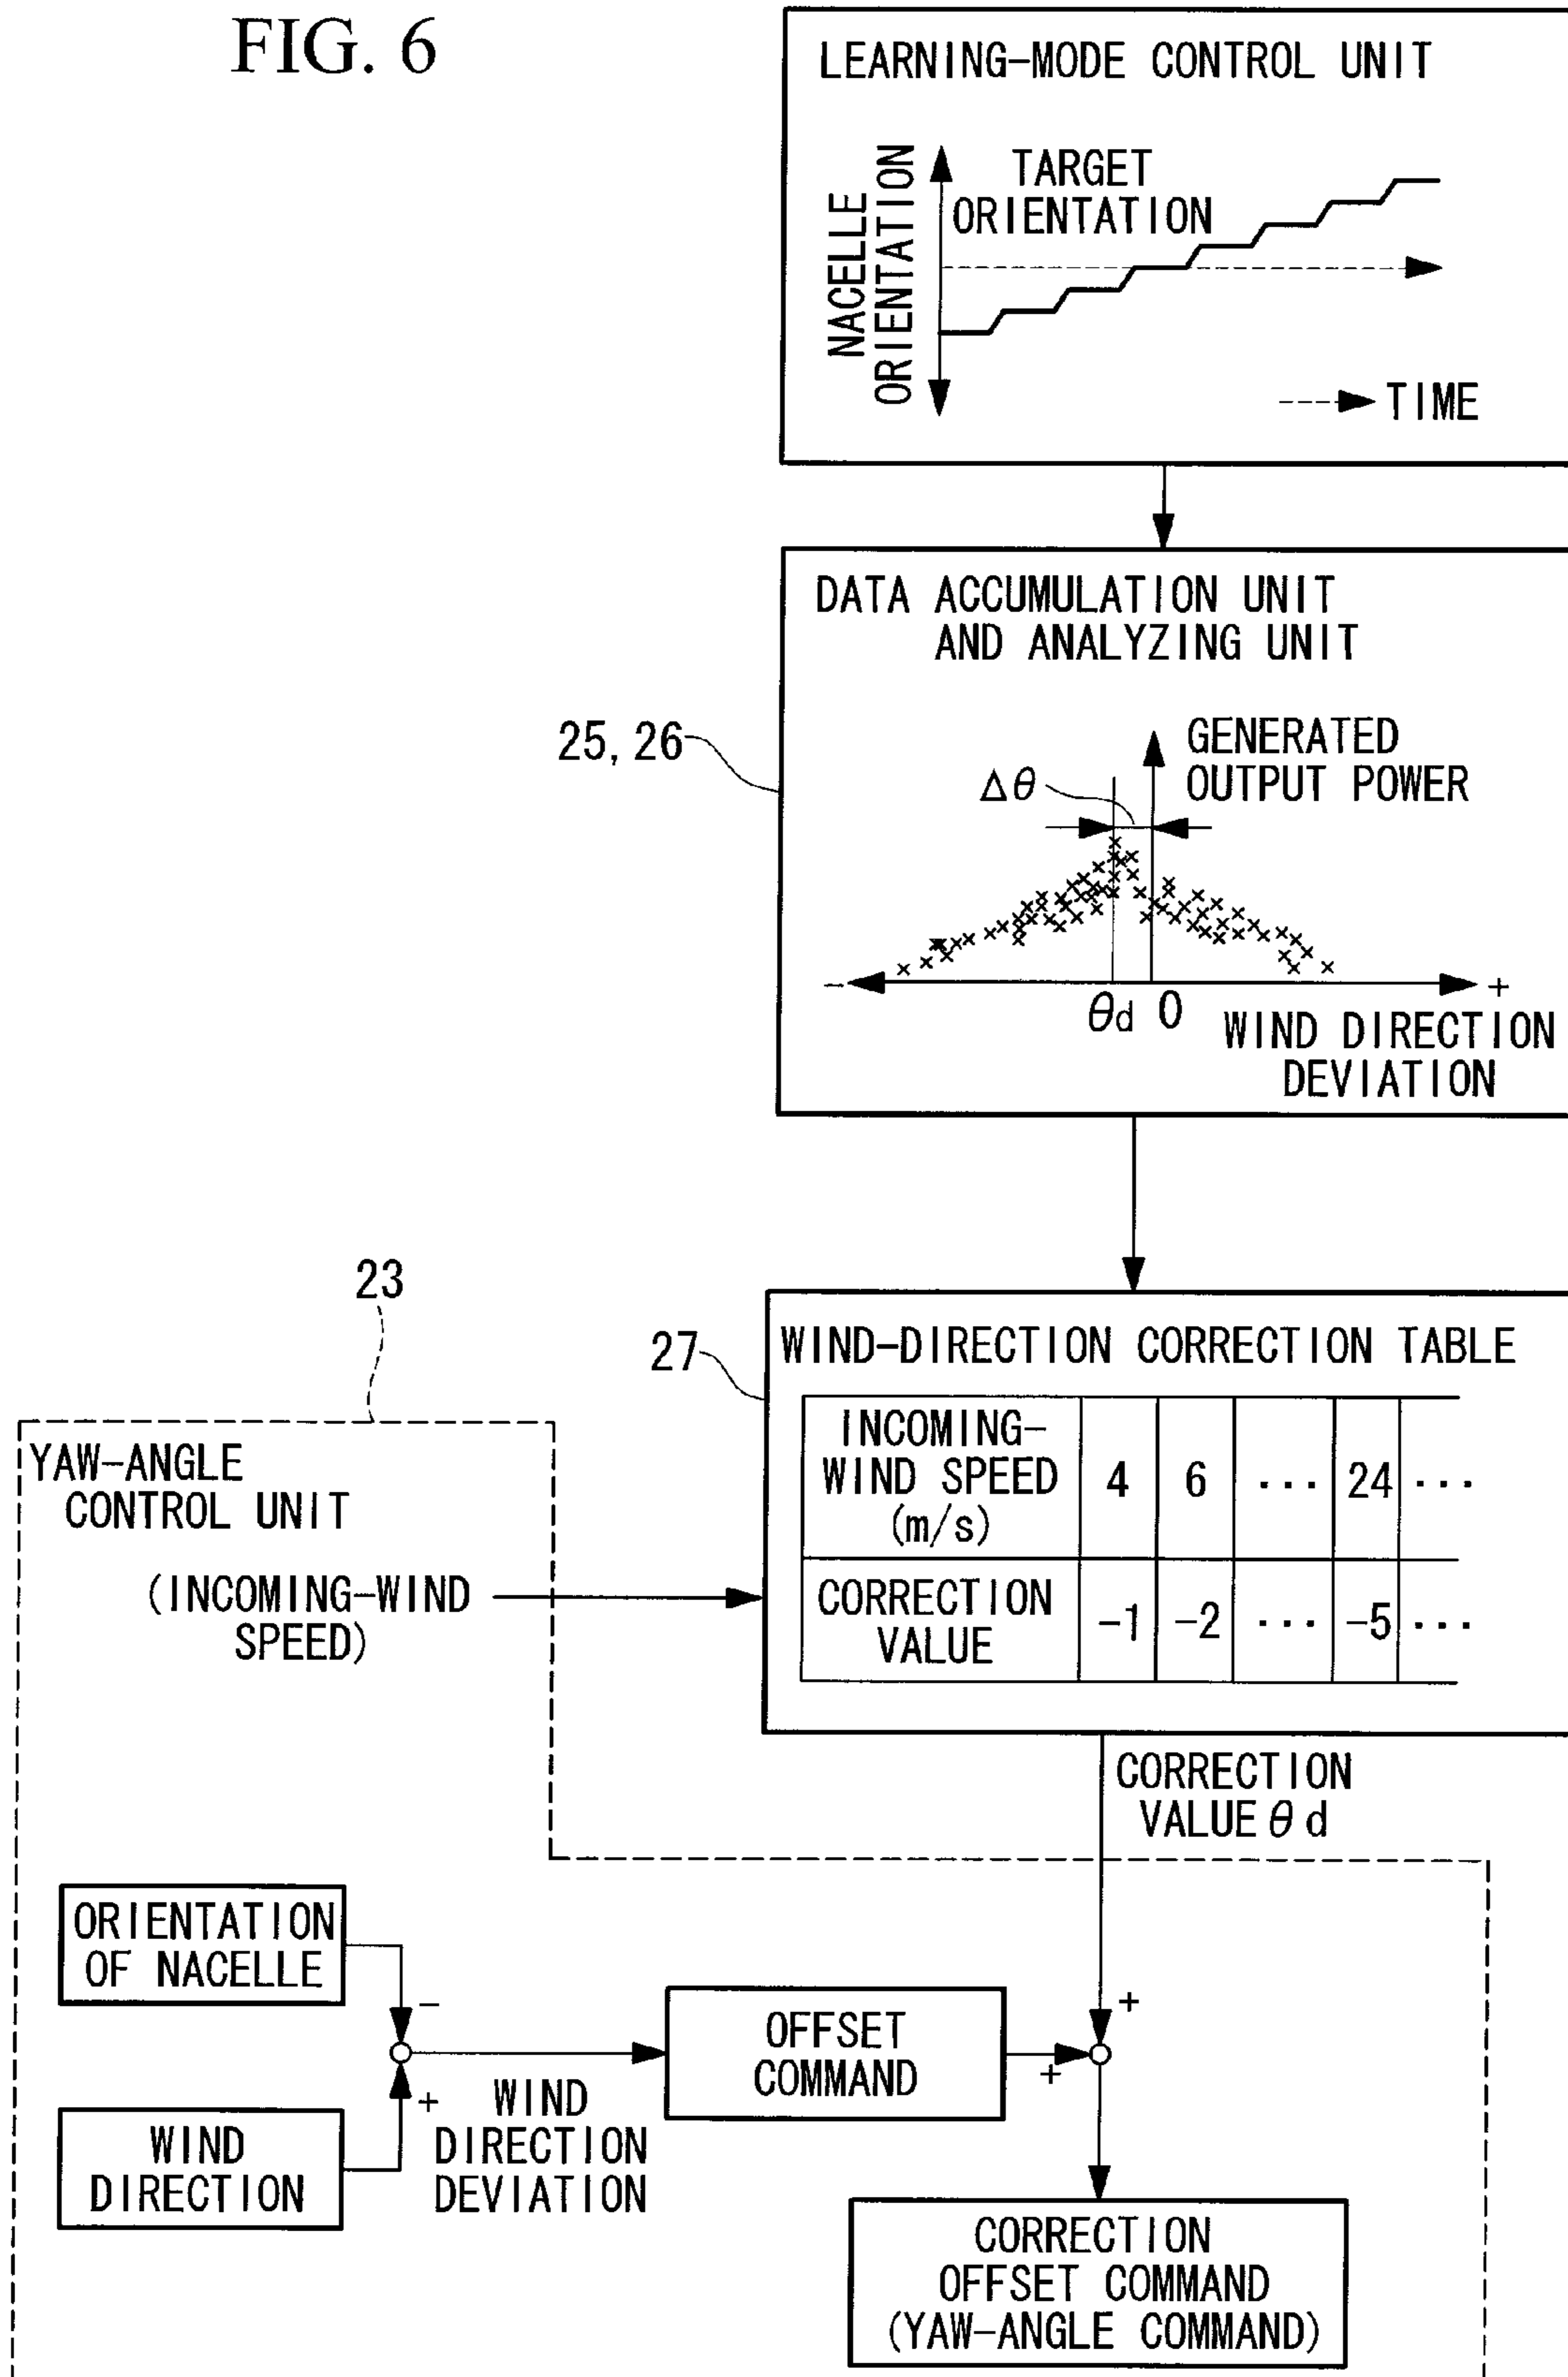 FIG. 6
LEARNING-MODE CONTROL UNIT
NACELLE
ORIENTATION
TARGET
ORIENTATION
TIME
DATA ACCUMULATION UNIT
AND ANALYZING UNIT
25, 26
GENERATED
OUTPUT POWER
Δθ
- +
θd 0
WIND DIRECTION
DEVIATION
23
27
WIND-DIRECTION CORRECTION TABLE
INCOMING-
WIND SPEED
(m/s)
4 6 ··· 24 ···
CORRECTION
VALUE
-1 -2 ··· -5 ···
YAW-ANGLE
CONTROL UNIT
(INCOMING-WIND
SPEED)
CORRECTION
VALUE θd
ORIENTATION
OF NACELLE
-
+
WIND
DIRECTION
WIND
DIRECTION
DEVIATION
OFFSET
COMMAND
+
+
CORRECTION
OFFSET COMMAND
(YAW-ANGLE COMMAND)